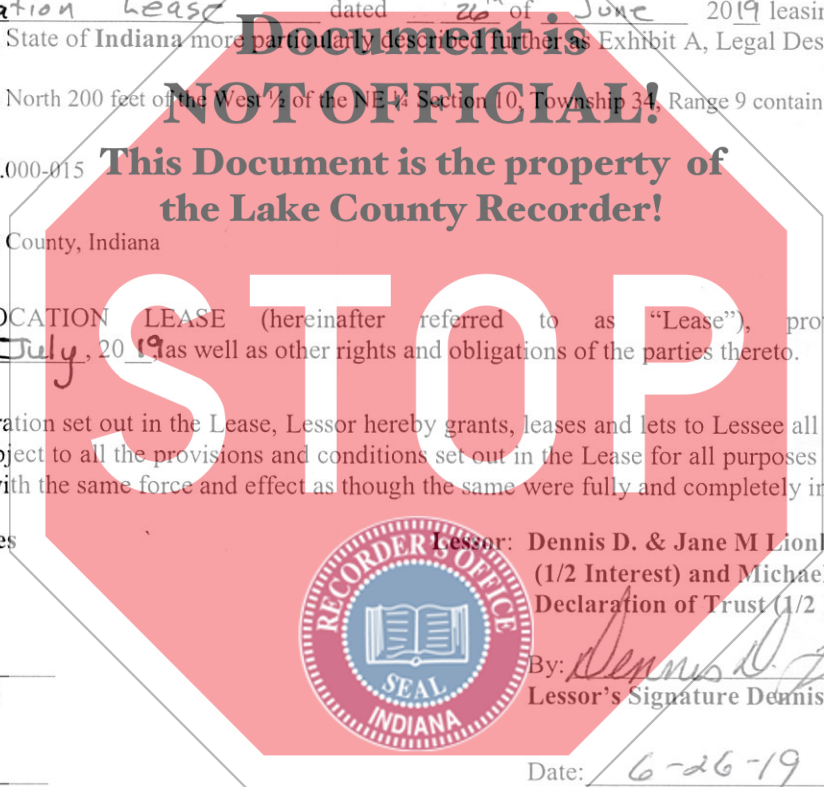 ation Lease dated 26th of June 2019 leasin
Document is
State of Indiana more particularly described further as Exhibit A, Legal Des
NOT OFFICIAL!
North 200 feet of the West ½ of the NE ¼ Section 10, Township 34, Range 9 contain
This Document is the property of
.000-015
the Lake County Recorder!
County, Indiana
STOP
OCATION LEASE (hereinafter referred to as “Lease”), pro
July, 2019, as well as other rights and obligations of the parties thereto.
ration set out in the Lease, Lessor hereby grants, leases and lets to Lessee all
bject to all the provisions and conditions set out in the Lease for all purposes
ith the same force and effect as though the same were fully and completely in
es
Lessor: Dennis D. & Jane M Lion
(1/2 Interest) and Michae
Declaration of Trust (1/2
RECORDER'S OFFICE
SEAL
INDIANA
By: Dennis D.
Lessor’s Signature Dennis
Date: 6-26-19